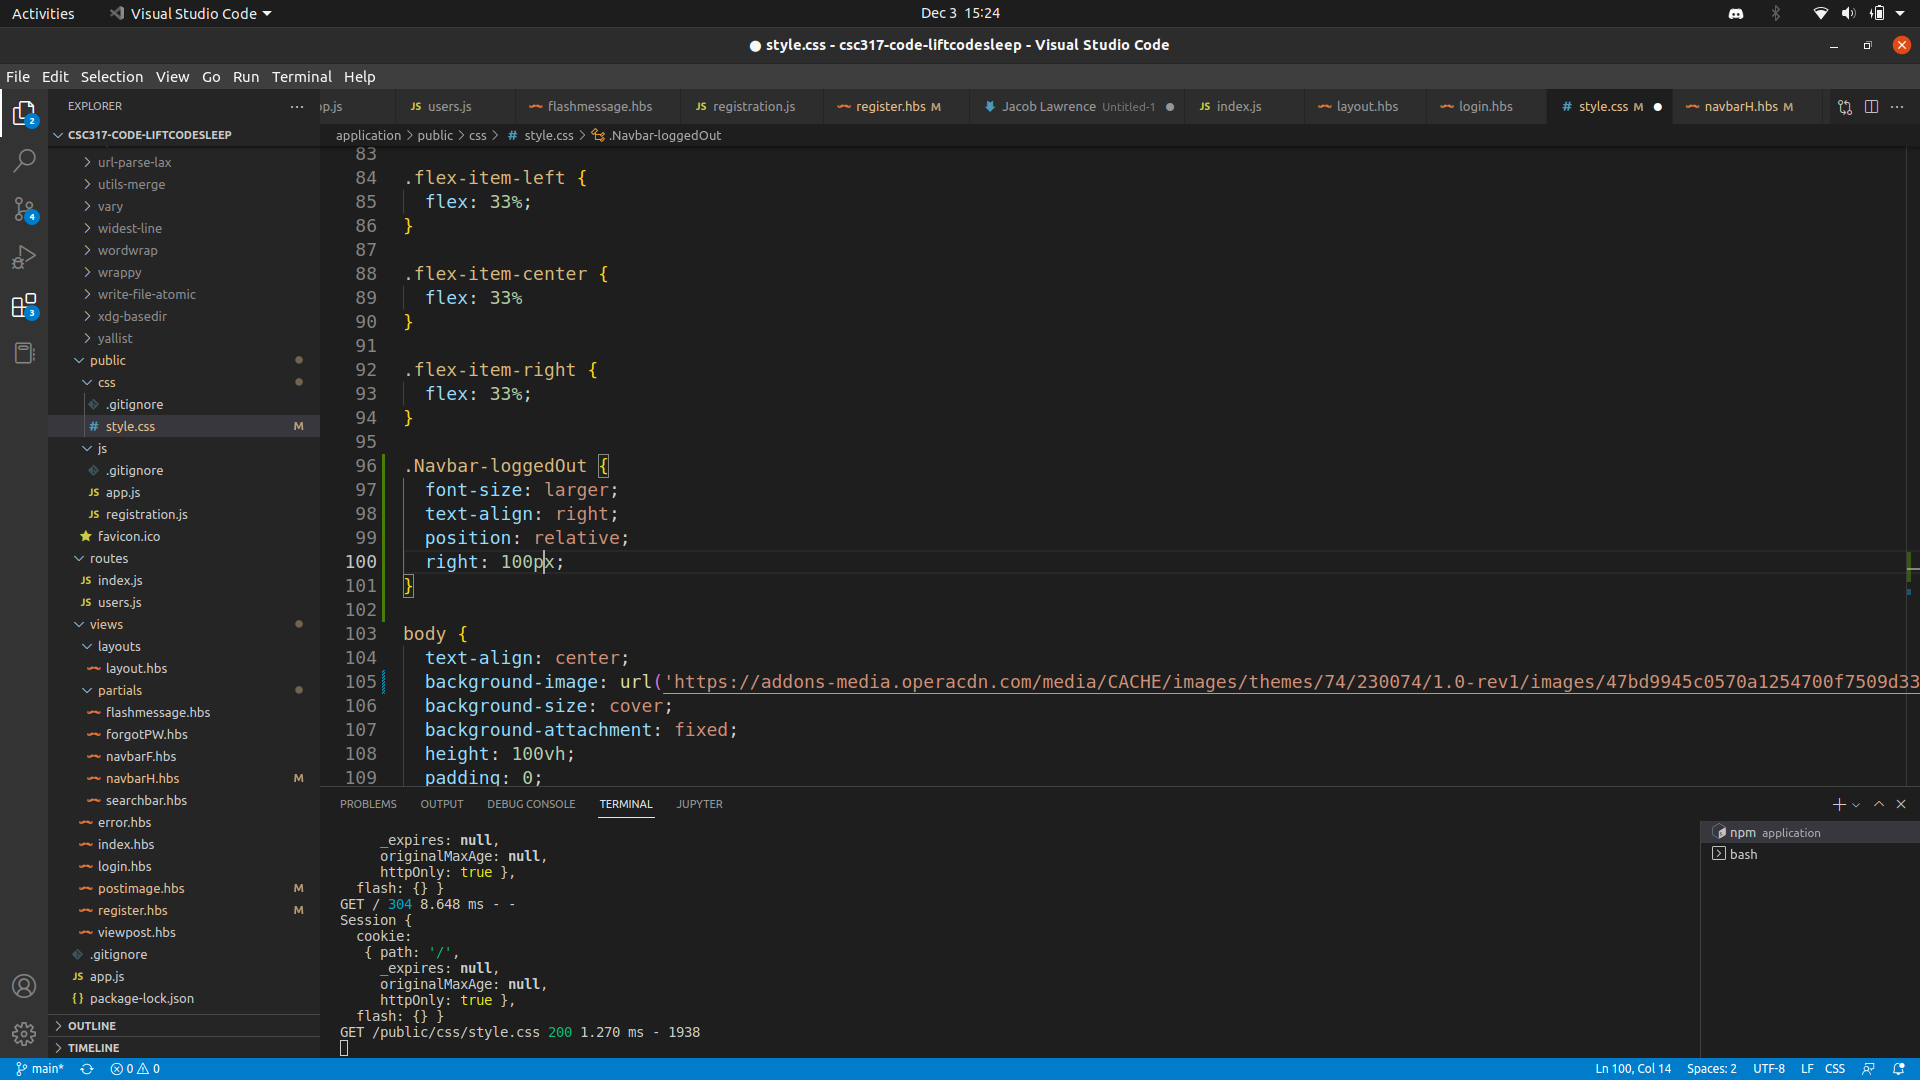 Activities
Visual Studio Code
Dec 3 15:24
● style.css - csc317-code-liftcodesleep - Visual Studio Code
File Edit Selection View Go Run Terminal Help
EXPLORER
CSC317-CODE-LIFTCODESLEEP
url-parse-lax
utils-merge
vary
widest-line
wordwrap
wrappy
write-file-atomic
xdg-basedir
yallist
public
css
.gitignore
style.css M
js
.gitignore
app.js
registration.js
favicon.ico
routes
index.js
users.js
views
layouts
layout.hbs
partials
flashmessage.hbs
forgotPW.hbs
navbarF.hbs
navbarH.hbs M
searchbar.hbs
error.hbs
index.hbs
login.hbs
postimage.hbs M
register.hbs M
viewpost.hbs
.gitignore
app.js
package-lock.json
OUTLINE
TIMELINE
2
4
3
p.js users.js flashmessage.hbs registration.js register.hbs M Jacob Lawrence Untitled-1 index.js layout.hbs login.hbs style.css M navbarH.hbs M
application > public > css > # style.css > .Navbar-loggedOut
83
84 .flex-item-left {
85 flex: 33%;
86 }
87
88 .flex-item-center {
89 flex: 33%
90 }
91
92 .flex-item-right {
93 flex: 33%;
94 }
95
96 .Navbar-loggedOut {
97 font-size: larger;
98 text-align: right;
99 position: relative;
100 right: 100px;
101 }
102
103 body {
104 text-align: center;
105 background-image: url('https://addons-media.operacdn.com/media/CACHE/images/themes/74/230074/1.0-rev1/images/47bd9945c0570a1254700f7509d33
106 background-size: cover;
107 background-attachment: fixed;
108 height: 100vh;
109 padding: 0;
PROBLEMS OUTPUT DEBUG CONSOLE TERMINAL JUPYTER
_expires: null,
originalMaxAge: null,
httpOnly: true },
flash: {} }
GET / 304 8.648 ms - -
Session {
cookie:
{ path: '/',
_expires: null,
originalMaxAge: null,
httpOnly: true },
flash: {} }
GET /public/css/style.css 200 1.270 ms - 1938
npm application
bash
main* 0 0
Ln 100, Col 14 Spaces: 2 UTF-8 LF CSS